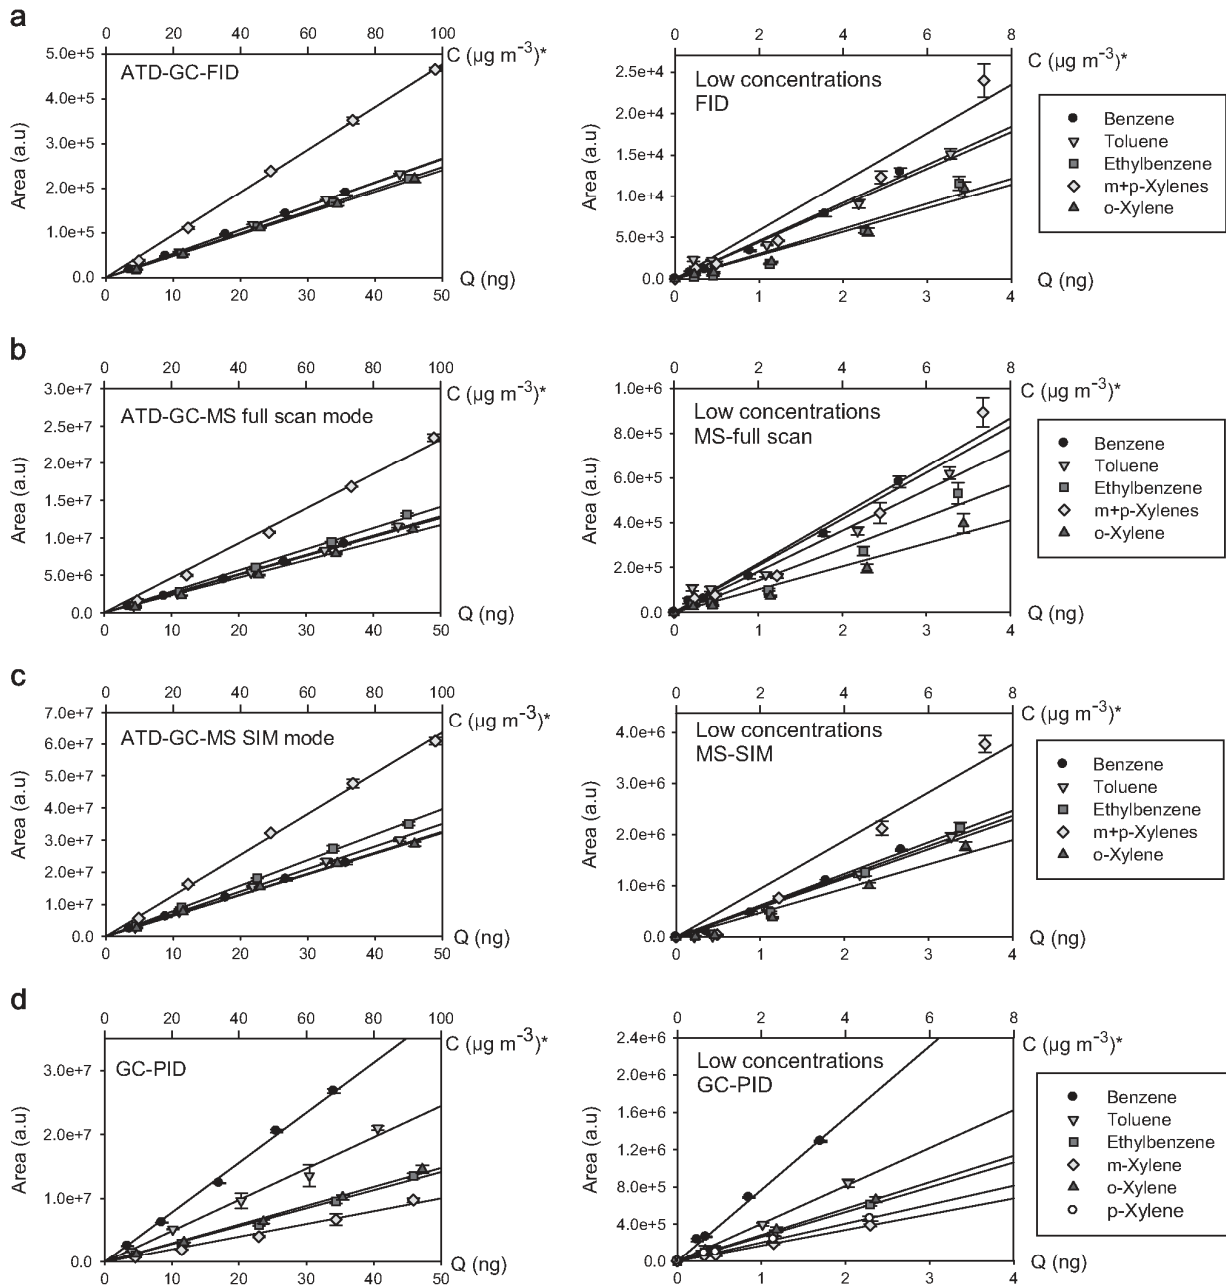 a
0 20 40 60 80 100
C (µg m⁻³)*
ATD-GC-FID
Area (a.u)
5.0e+5
4.0e+5
3.0e+5
2.0e+5
1.0e+5
0.0
0 10 20 30 40 50
Q (ng)
0 2 4 6 8
C (µg m⁻³)*
Low concentrations
FID
Area (a.u)
2.5e+4
2.0e+4
1.5e+4
1.0e+4
5.0e+3
0.0
0 1 2 3 4
Q (ng)
Benzene
Toluene
Ethylbenzene
m+p-Xylenes
o-Xylene
b
0 20 40 60 80 100
C (µg m⁻³)*
ATD-GC-MS full scan mode
Area (a.u)
3.0e+7
2.5e+7
2.0e+7
1.5e+7
1.0e+7
5.0e+6
0.0
0 10 20 30 40 50
Q (ng)
0 2 4 6 8
C (µg m⁻³)*
Low concentrations
MS-full scan
Area (a.u)
1.0e+6
8.0e+5
6.0e+5
4.0e+5
2.0e+5
0.0
0 1 2 3 4
Q (ng)
Benzene
Toluene
Ethylbenzene
m+p-Xylenes
o-Xylene
c
0 20 40 60 80 100
C (µg m⁻³)*
ATD-GC-MS SIM mode
Area (a.u)
7.0e+7
6.0e+7
5.0e+7
4.0e+7
3.0e+7
2.0e+7
1.0e+7
0.0
0 10 20 30 40 50
Q (ng)
0 2 4 6 8
C (µg m⁻³)*
Low concentrations
MS-SIM
Area (a.u)
4.0e+6
3.0e+6
2.0e+6
1.0e+6
0.0
0 1 2 3 4
Q (ng)
Benzene
Toluene
Ethylbenzene
m+p-Xylenes
o-Xylene
d
0 20 40 60 80 100
C (µg m⁻³)*
GC-PID
Area (a.u)
3.0e+7
2.0e+7
1.0e+7
0.0
0 10 20 30 40 50
Q (ng)
0 2 4 6 8
C (µg m⁻³)*
Low concentrations
GC-PID
Area (a.u)
2.4e+6
2.0e+6
1.6e+6
1.2e+6
8.0e+5
4.0e+5
0.0
0 1 2 3 4
Q (ng)
Benzene
Toluene
Ethylbenzene
m-Xylene
o-Xylene
p-Xylene